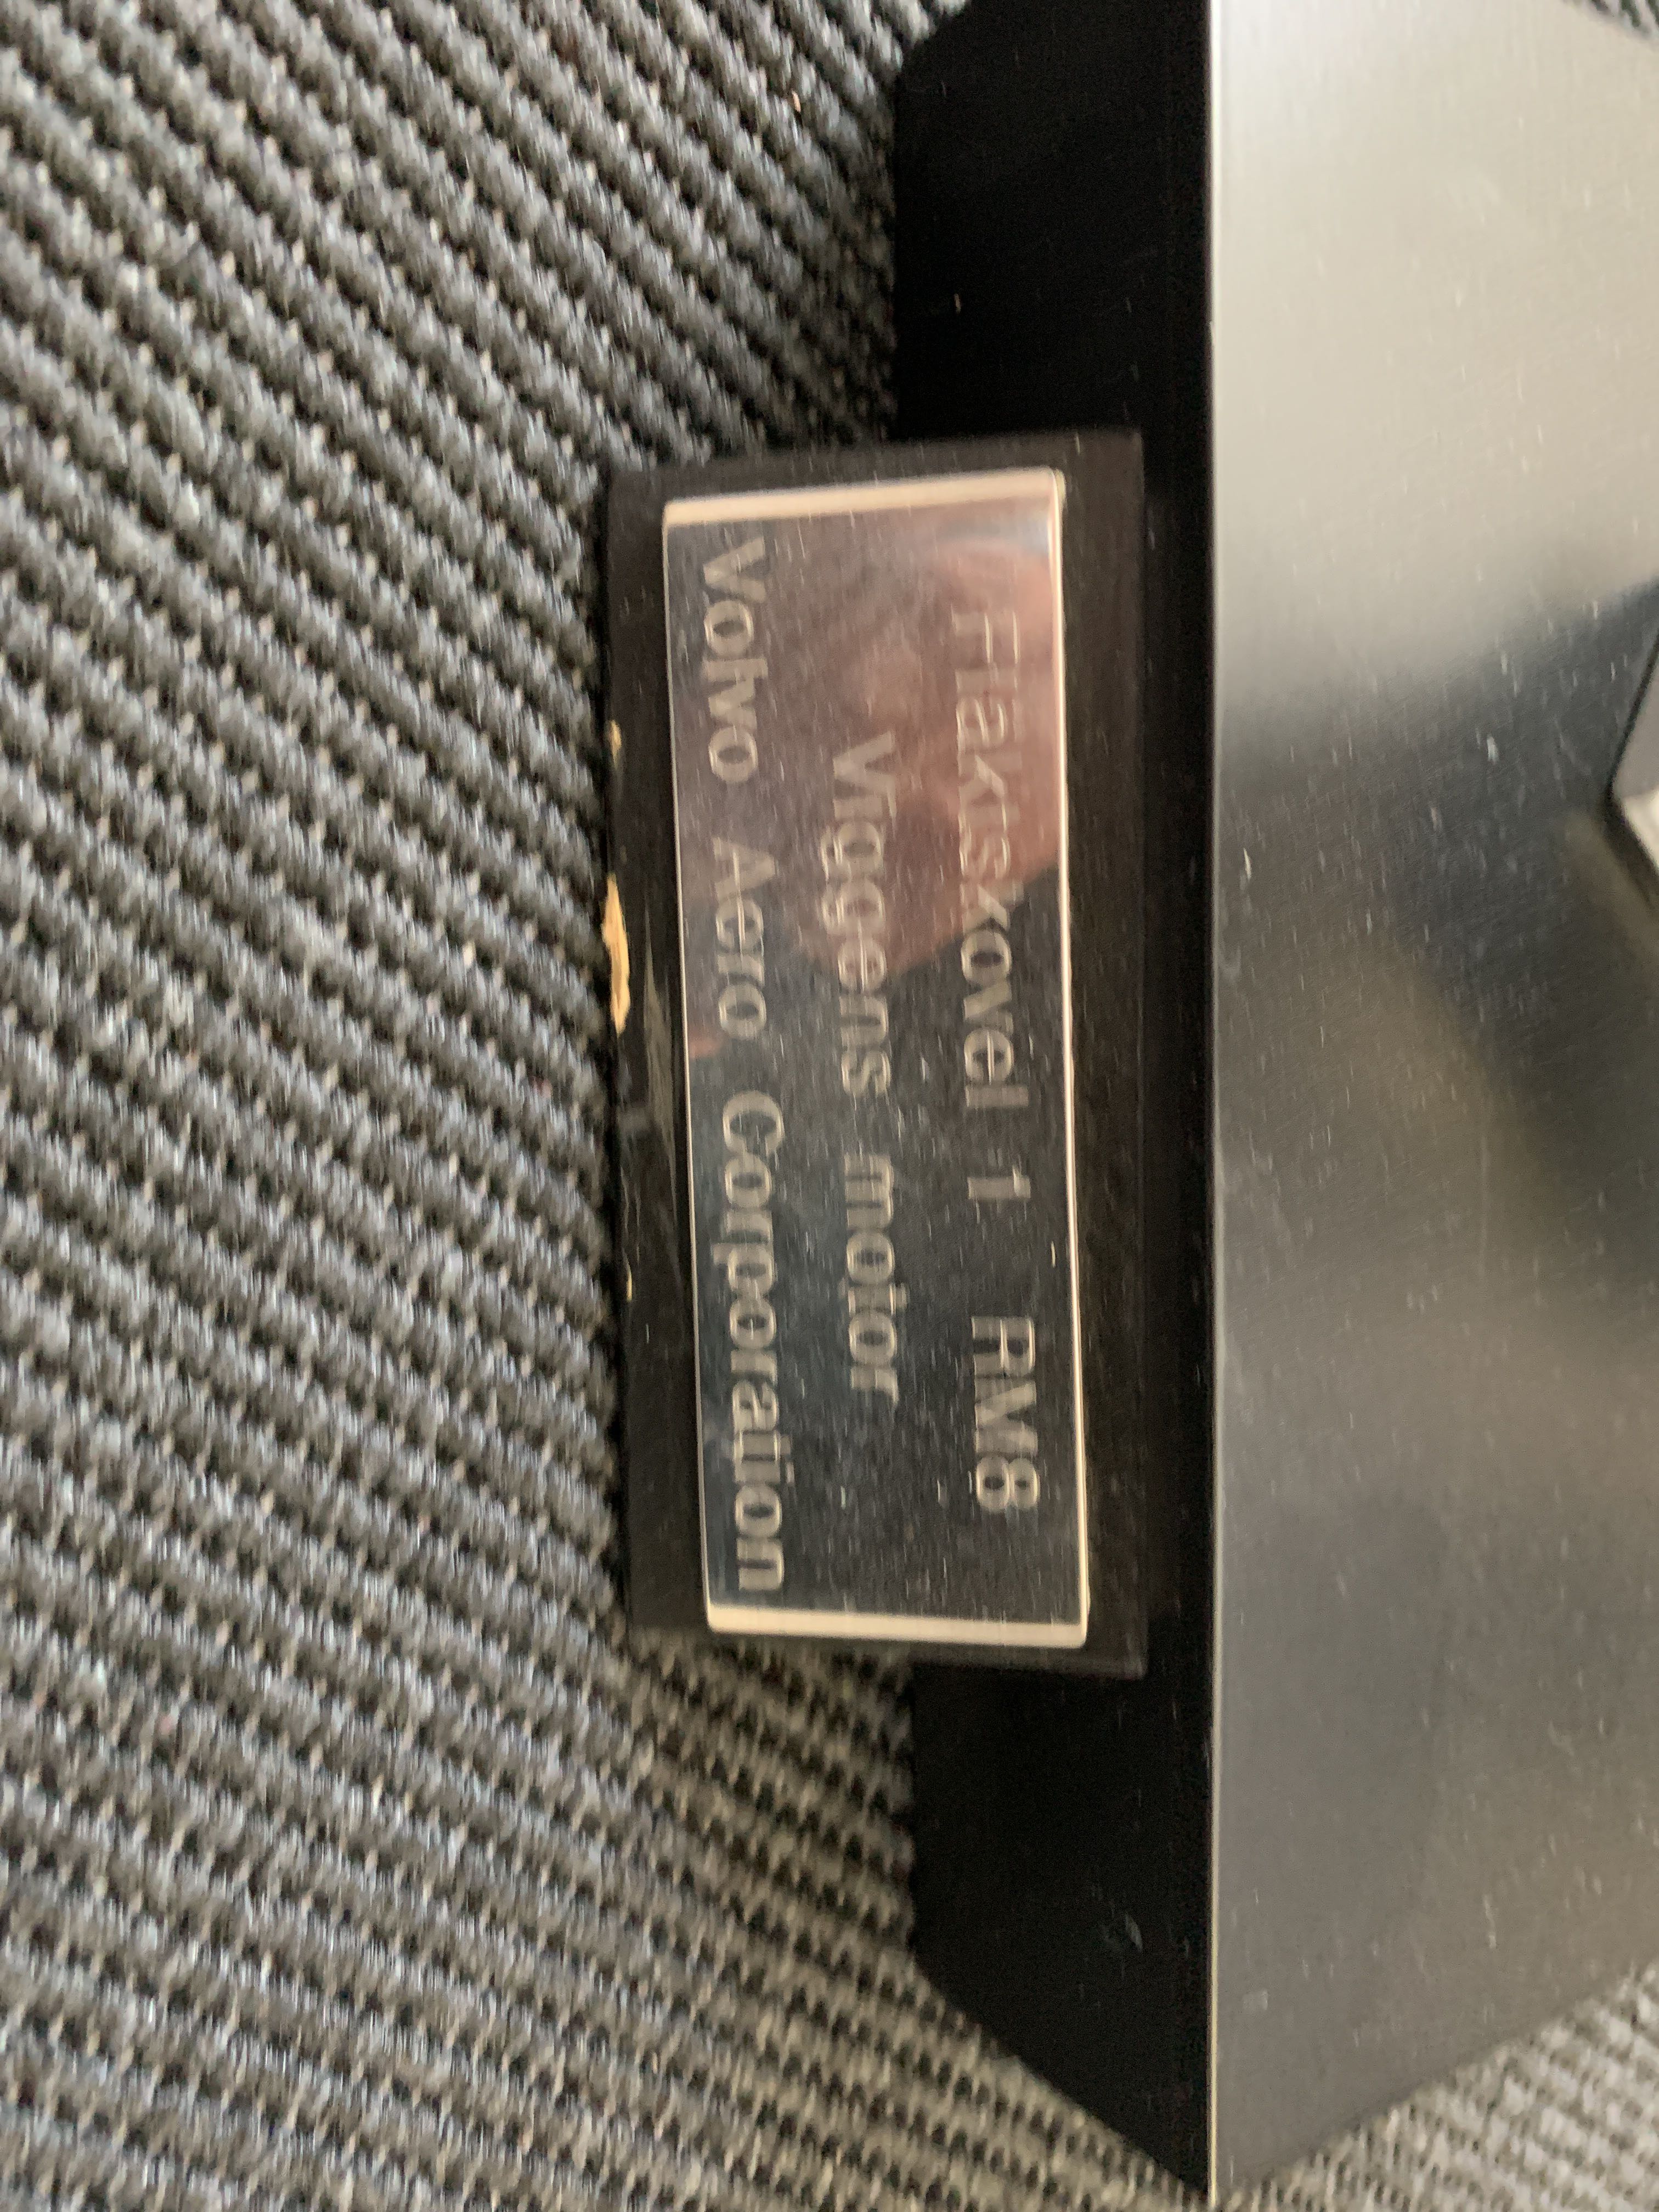 Fläktskovel 1 RM8
Viggens motor
Volvo Aero Corporation